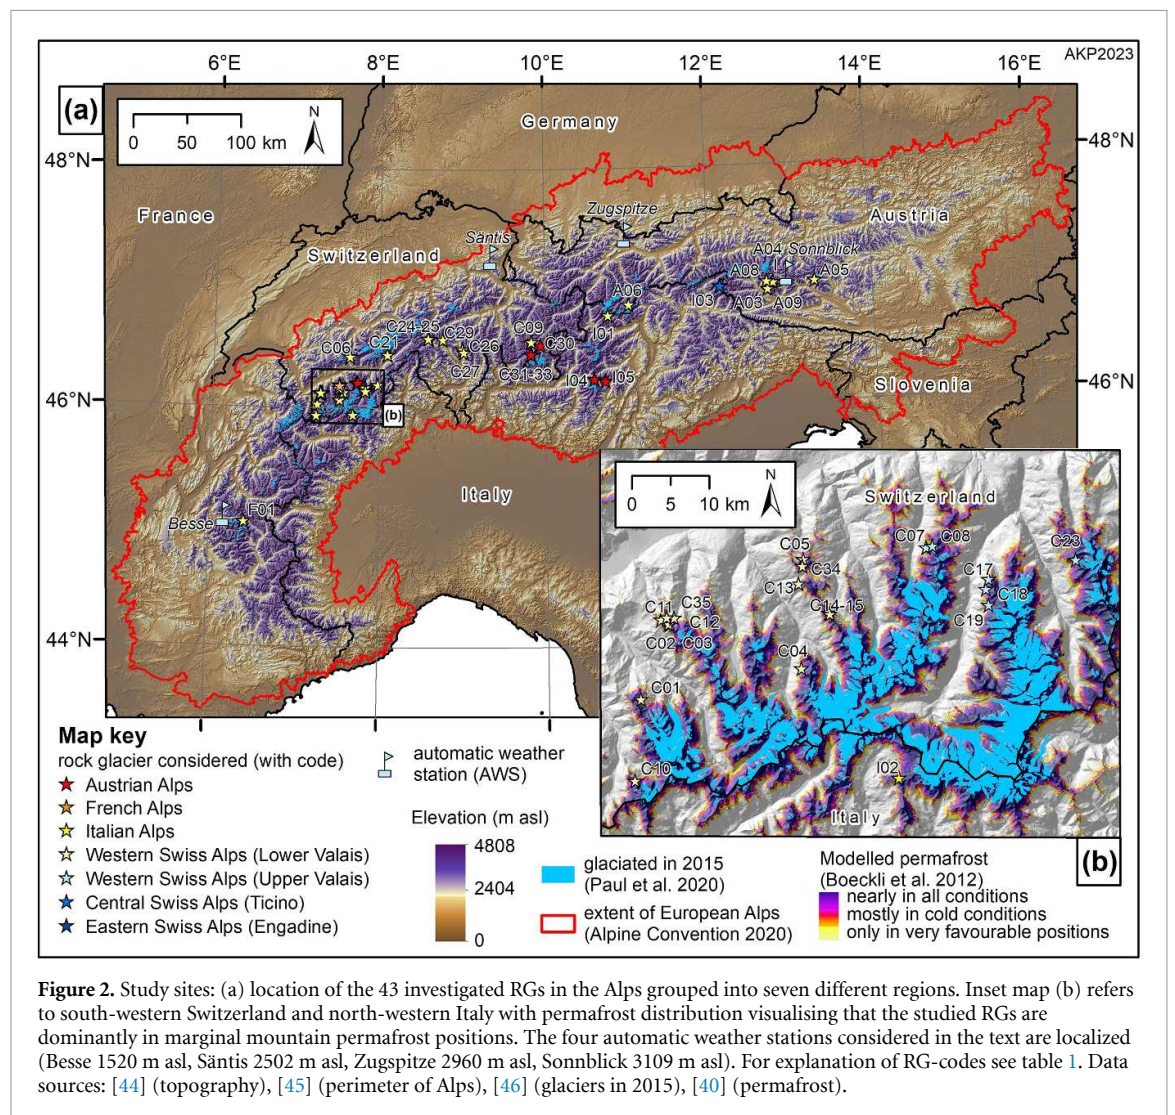 6°E 8°E 10°E 12°E 14°E 16°E
AKP2023
(a)
N
0 50 100 km
48°N
48°N
Germany
France
Zugspitze
Austria
Säntis
Switzerland
A04 Sonnblick
A08 A05
A06
I03 A03 A09
C24-25
C29
C09
I01
C06 C21 C26 C30
C27 C31-33 I04 I05
Slovenia
46°N
46°N
(b)
Italy
F01
Besse
44°N
N
0 5 10 km
Switzerland
C05 C07 C08 C23
C34
C13 C17
C18
C11 C35 C14-15
C12 C19
C02 C03
C04
C01
C10 I02
Italy
(b)
Map key
rock glacier considered (with code)
Austrian Alps
French Alps
Italian Alps
Western Swiss Alps (Lower Valais)
Western Swiss Alps (Upper Valais)
Central Swiss Alps (Ticino)
Eastern Swiss Alps (Engadine)
automatic weather
station (AWS)
Elevation (m asl)
4808
2404
0
glaciated in 2015
(Paul et al. 2020)
extent of European Alps
(Alpine Convention 2020)
Modelled permafrost
(Boeckli et al. 2012)
nearly in all conditions
mostly in cold conditions
only in very favourable positions
Figure 2. Study sites: (a) location of the 43 investigated RGs in the Alps grouped into seven different regions. Inset map (b) refers
to south-western Switzerland and north-western Italy with permafrost distribution visualising that the studied RGs are
dominantly in marginal mountain permafrost positions. The four automatic weather stations considered in the text are localized
(Besse 1520 m asl, Säntis 2502 m asl, Zugspitze 2960 m asl, Sonnblick 3109 m asl). For explanation of RG-codes see table 1. Data
sources: [44] (topography), [45] (perimeter of Alps), [46] (glaciers in 2015), [40] (permafrost).